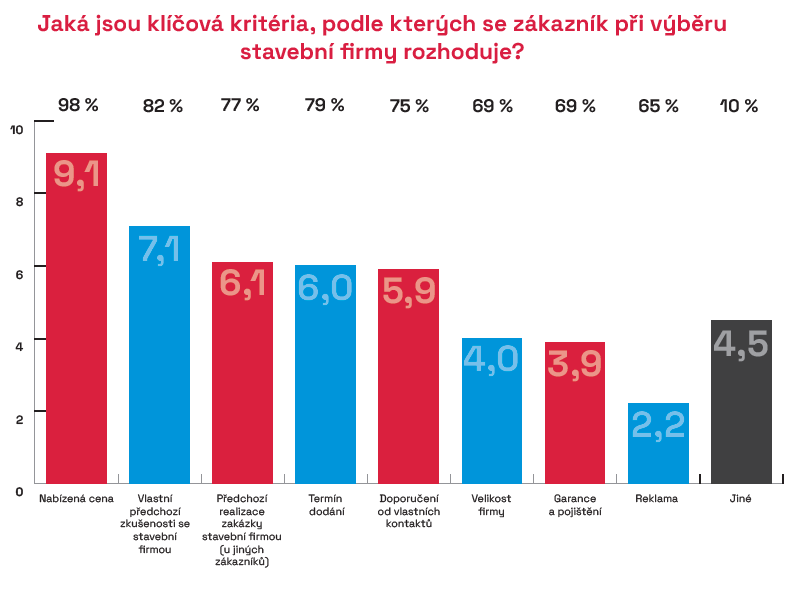 Jaká jsou klíčová kritéria, podle kterých se zákazník při výběru
stavební firmy rozhoduje?
98 % 82 % 77 % 79 % 75 % 69 % 69 % 65 % 10 %
10
8
6
4
2
0
9,1 7,1 6,1 6,0 5,9 4,0 3,9 2,2 4,5
Nabízená cena
Vlastní
předchozí
zkušenosti se
stavební
firmou
Předchozí
realizace
zakázky
stavební firmou
(u jiných
zákazníků)
Termín
dodání
Doporučení
od vlastních
kontaktů
Velikost
firmy
Garance
a pojištění
Reklama
Jiné